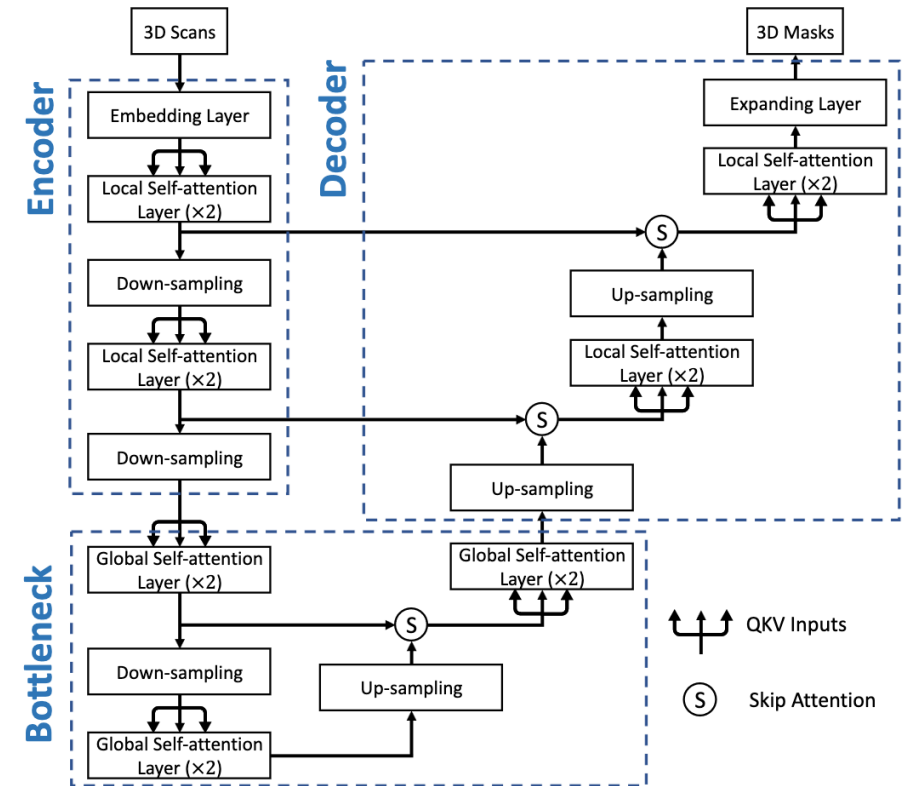 3D Scans
3D Masks
Encoder
Embedding Layer
Local Self-attention
Layer (×2)
Down-sampling
Local Self-attention
Layer (×2)
Down-sampling
Decoder
Expanding Layer
Local Self-attention
Layer (×2)
S
Up-sampling
Local Self-attention
Layer (×2)
S
Up-sampling
Bottleneck
Global Self-attention
Layer (×2)
Down-sampling
Global Self-attention
Layer (×2)
Global Self-attention
Layer (×2)
S
Up-sampling
QKV Inputs
S
Skip Attention